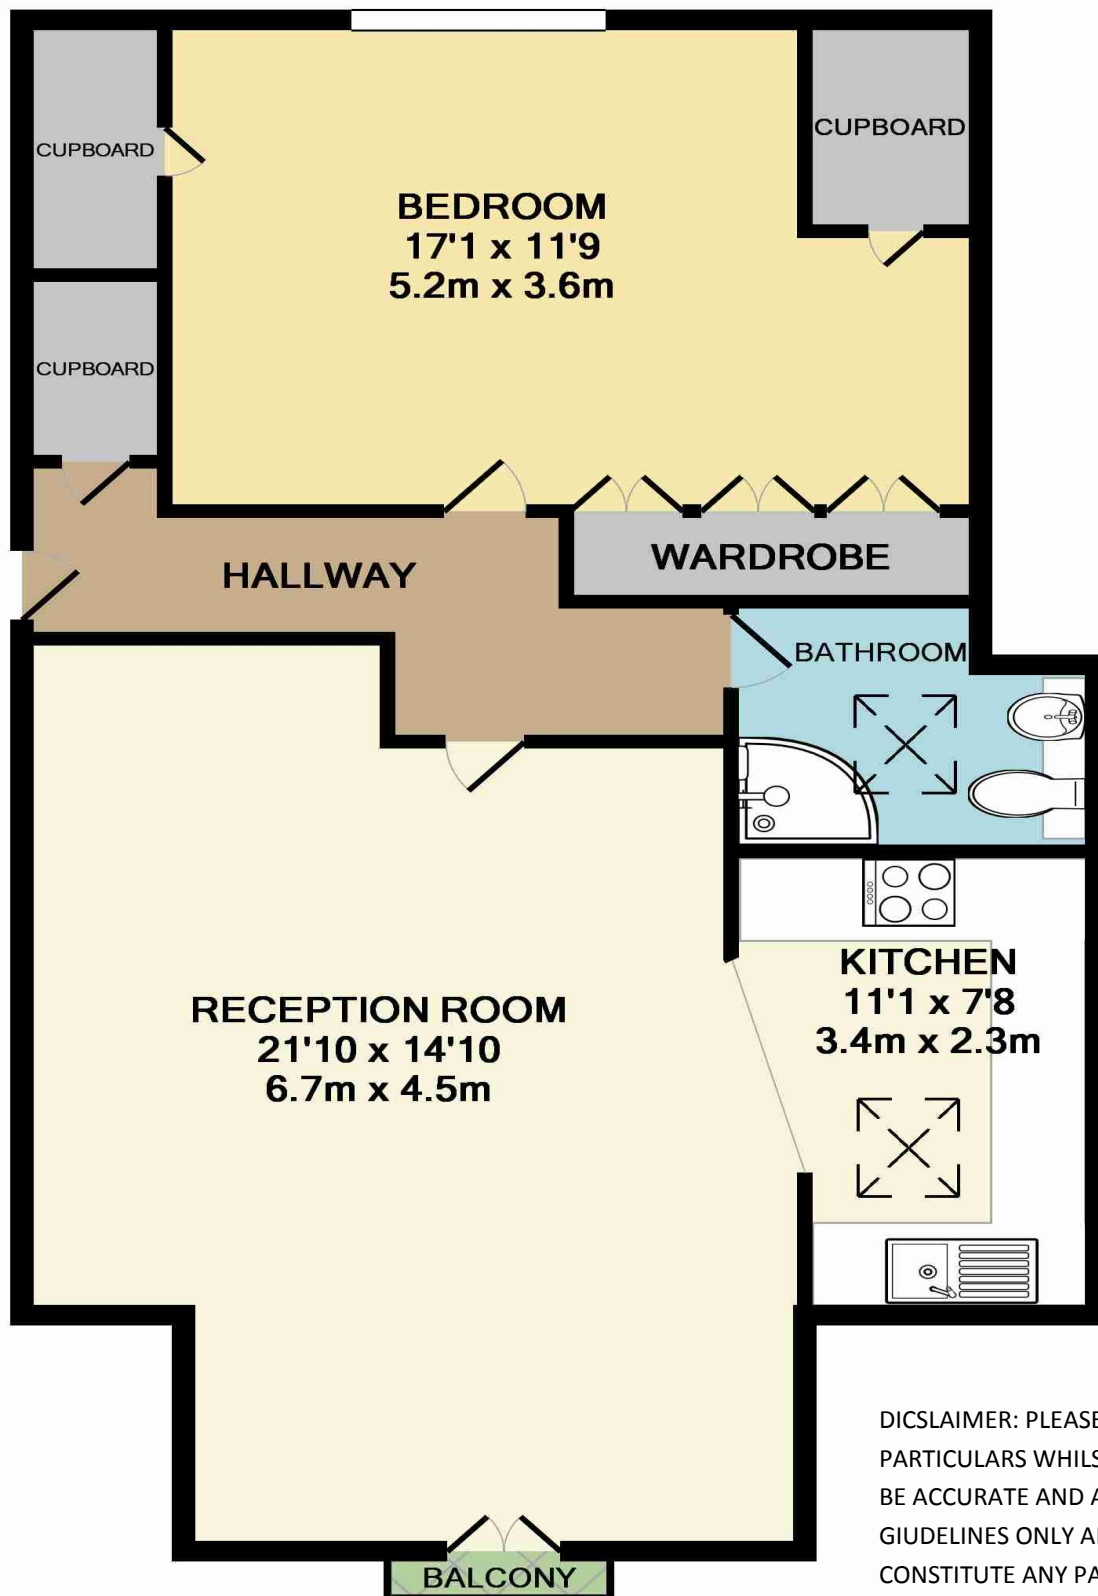 CUPBOARD
CUPBOARD
BEDROOM
17'1 x 11'9
5.2m x 3.6m
CUPBOARD
HALLWAY
WARDROBE
BATHROOM
KITCHEN
11'1 x 7'8
3.4m x 2.3m
RECEPTION ROOM
21'10 x 14'10
6.7m x 4.5m
BALCONY
DICSLAIMER: PLEASE
PARTICULARS WHILS
BE ACCURATE AND A
GIUDELINES ONLY A
CONSTITUTE ANY PA